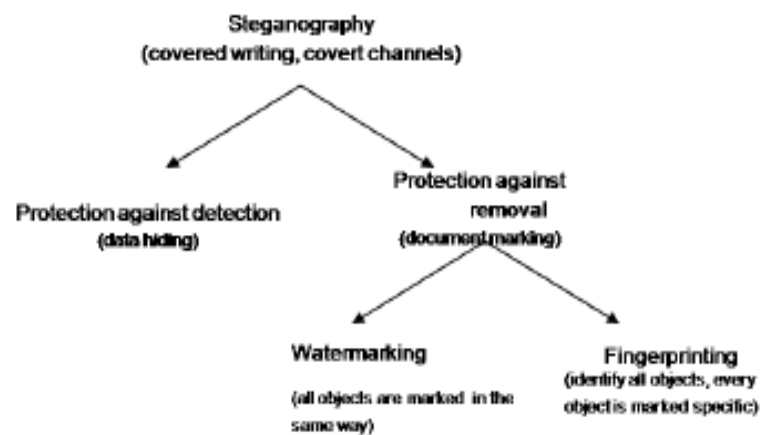 Steganography
(covered writing, covert channels)
Protection against detection
(data hiding)
Protection against
removal
(document marking)
Watermarking
(all objects are marked in the
same way)
Fingerprinting
(identify all objects, every
object is marked specific)